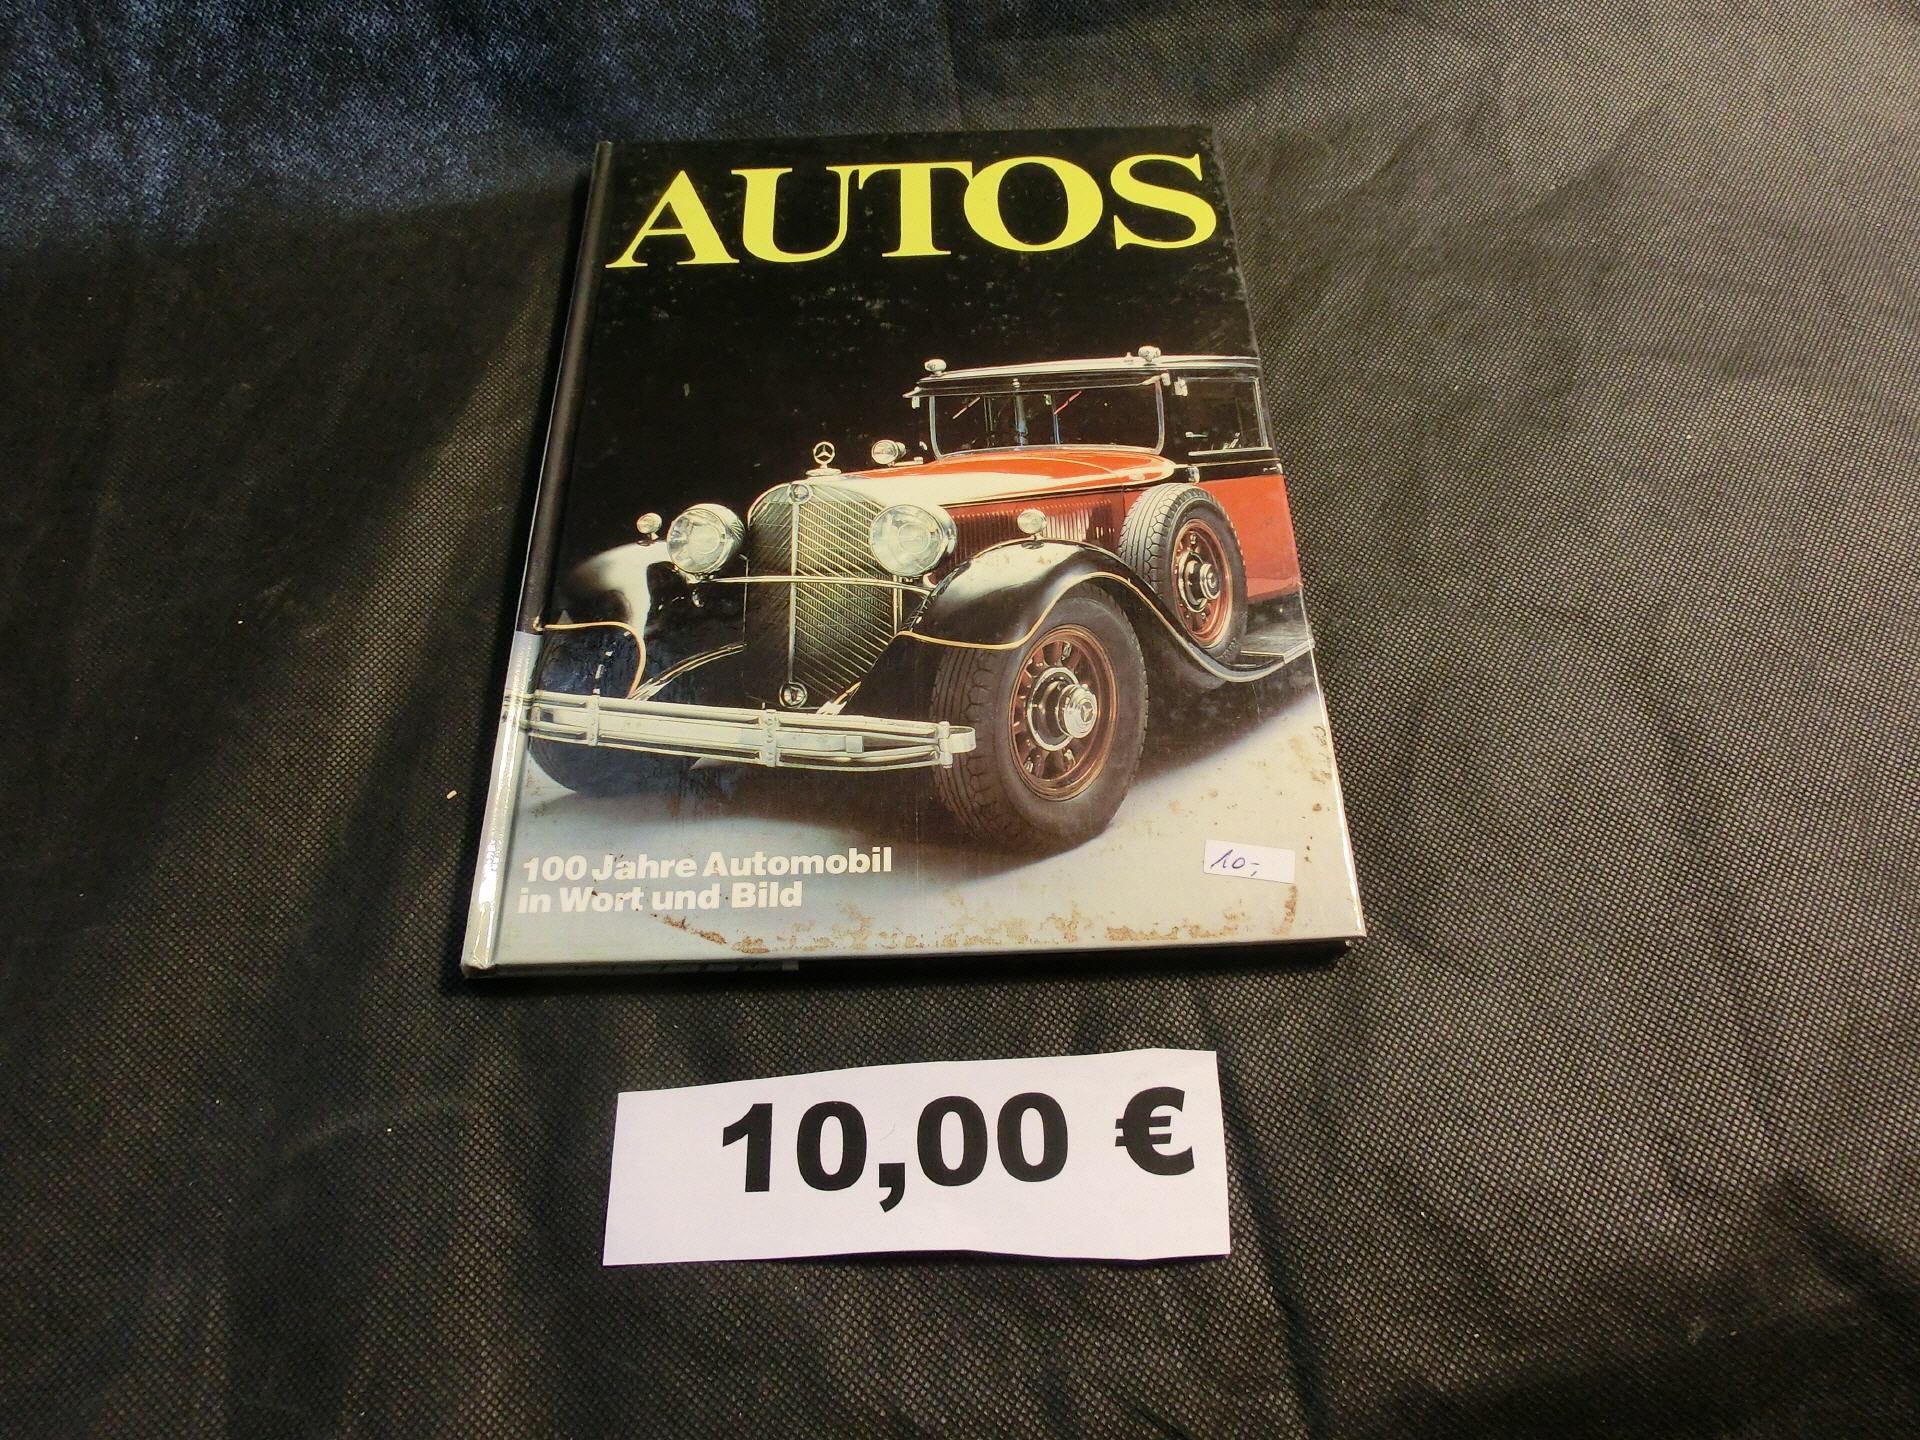 AUTOS
100 Jahre Automobil
in Wort und Bild
10,-
10,00 €